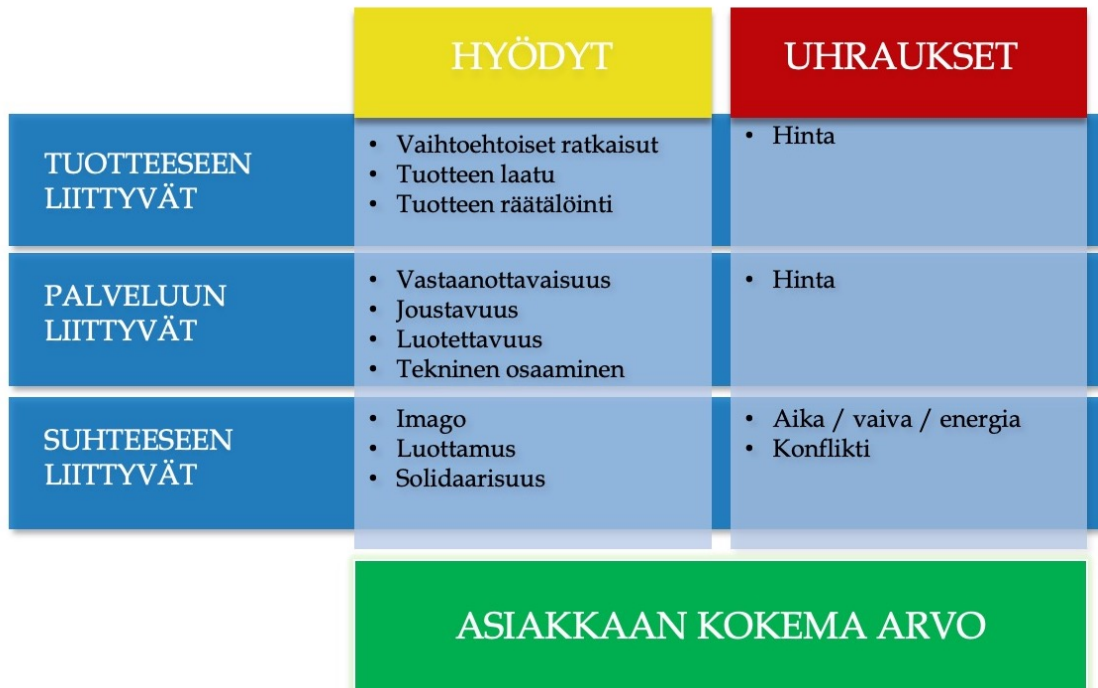 HYÖDYT
UHRAUKSET
TUOTTEESEEN
LIITTYVÄT
• Vaihtoehtoiset ratkaisut
• Tuotteen laatu
• Tuotteen räätälöinti
• Hinta
PALVELUUN
LIITTYVÄT
• Vastaanottavaisuus
• Joustavuus
• Luotettavuus
• Tekninen osaaminen
• Hinta
SUHTEESEEN
LIITTYVÄT
• Imago
• Luottamus
• Solidaarisuus
• Aika / vaiva / energia
• Konflikti
ASIAKKAAN KOKEMA ARVO